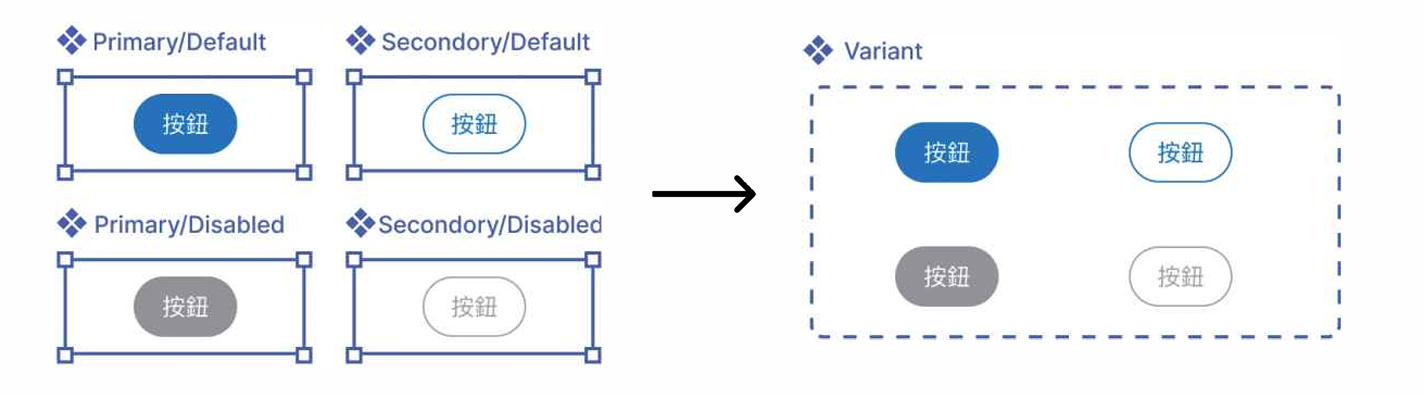 Primary/Default
Secondory/Default
按鈕
按鈕
Primary/Disabled
Secondory/Disabled
按鈕
按鈕
Variant
按鈕
按鈕
按鈕
按鈕